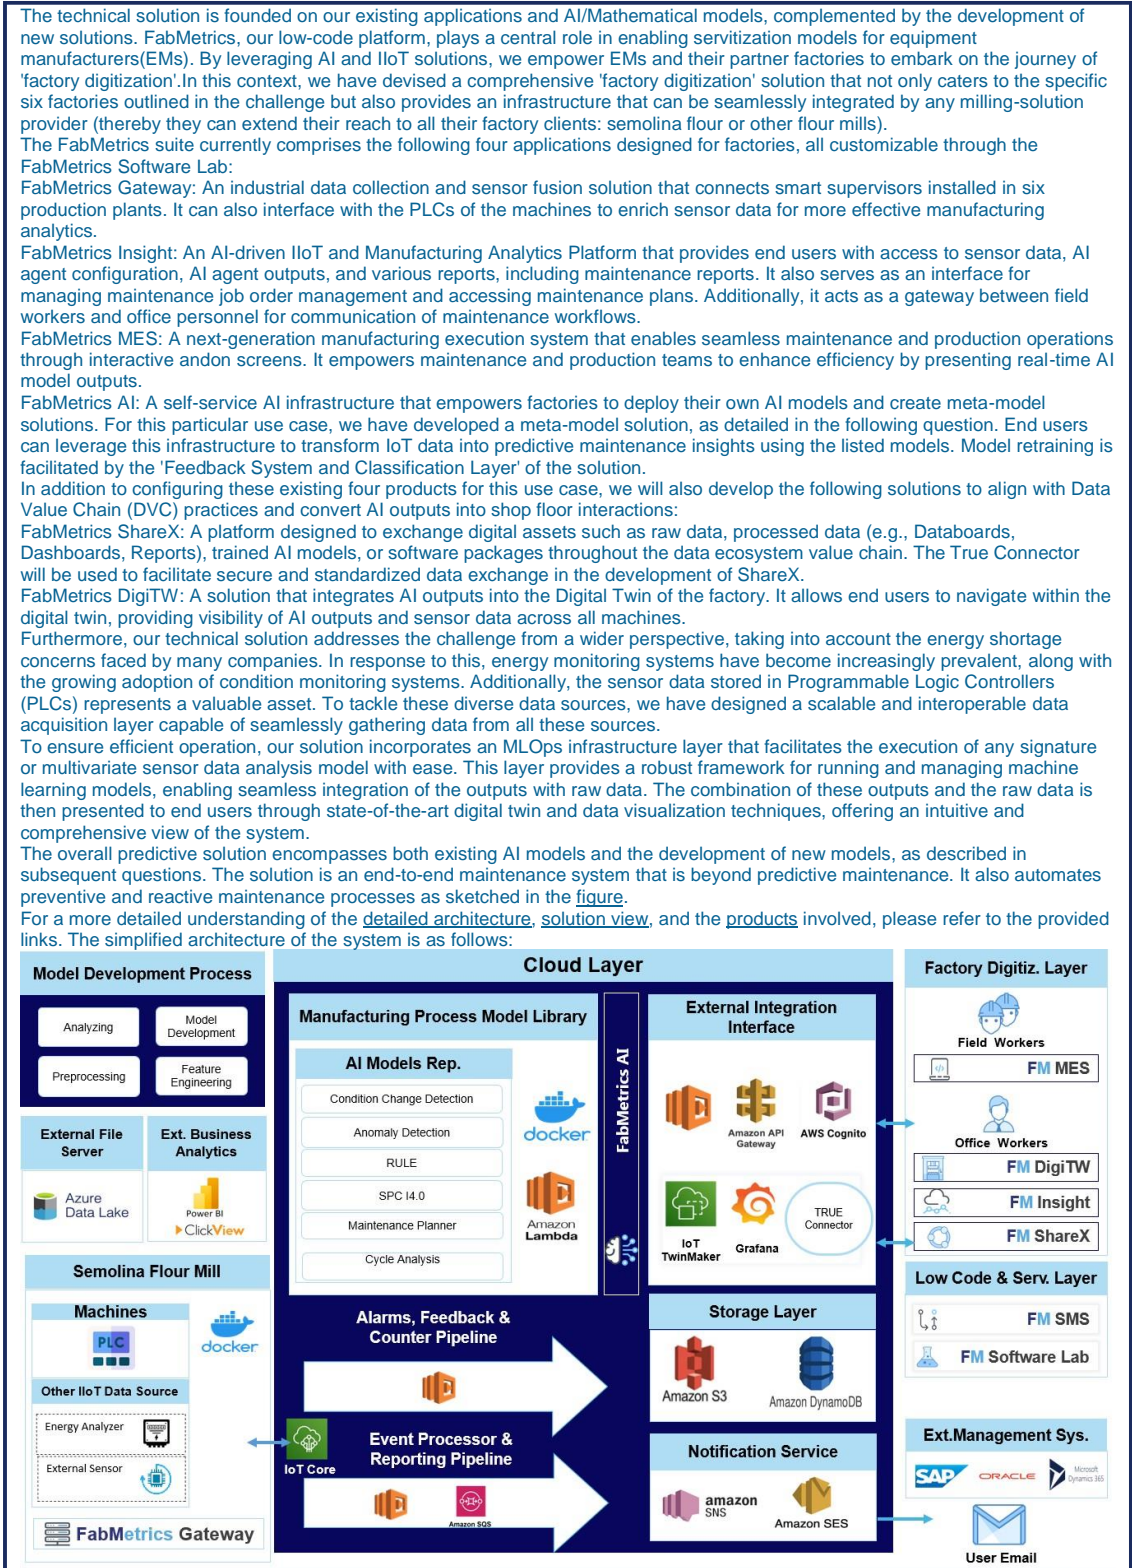 The technical solution is founded on our existing applications and AI/Mathematical models, complemented by the development of
new solutions. FabMetrics, our low-code platform, plays a central role in enabling servitization models for equipment
manufacturers(EMs). By leveraging AI and IIoT solutions, we empower EMs and their partner factories to embark on the journey of
'factory digitization'.In this context, we have devised a comprehensive 'factory digitization' solution that not only caters to the specific
six factories outlined in the challenge but also provides an infrastructure that can be seamlessly integrated by any milling-solution
provider (thereby they can extend their reach to all their factory clients: semolina flour or other flour mills).
The FabMetrics suite currently comprises the following four applications designed for factories, all customizable through the
FabMetrics Software Lab:
FabMetrics Gateway: An industrial data collection and sensor fusion solution that connects smart supervisors installed in six
production plants. It can also interface with the PLCs of the machines to enrich sensor data for more effective manufacturing
analytics.
FabMetrics Insight: An AI-driven IIoT and Manufacturing Analytics Platform that provides end users with access to sensor data, AI
agent configuration, AI agent outputs, and various reports, including maintenance reports. It also serves as an interface for
managing maintenance job order management and accessing maintenance plans. Additionally, it acts as a gateway between field
workers and office personnel for communication of maintenance workflows.
FabMetrics MES: A next-generation manufacturing execution system that enables seamless maintenance and production operations
through interactive andon screens. It empowers maintenance and production teams to enhance efficiency by presenting real-time AI
model outputs.
FabMetrics AI: A self-service AI infrastructure that empowers factories to deploy their own AI models and create meta-model
solutions. For this particular use case, we have developed a meta-model solution, as detailed in the following question. End users
can leverage this infrastructure to transform IoT data into predictive maintenance insights using the listed models. Model retraining is
facilitated by the 'Feedback System and Classification Layer' of the solution.
In addition to configuring these existing four products for this use case, we will also develop the following solutions to align with Data
Value Chain (DVC) practices and convert AI outputs into shop floor interactions:
FabMetrics ShareX: A platform designed to exchange digital assets such as raw data, processed data (e.g., Databoards,
Dashboards, Reports), trained AI models, or software packages throughout the data ecosystem value chain. The True Connector
will be used to facilitate secure and standardized data exchange in the development of ShareX.
FabMetrics DigiTW: A solution that integrates AI outputs into the Digital Twin of the factory. It allows end users to navigate within the
digital twin, providing visibility of AI outputs and sensor data across all machines.
Furthermore, our technical solution addresses the challenge from a wider perspective, taking into account the energy shortage
concerns faced by many companies. In response to this, energy monitoring systems have become increasingly prevalent, along with
the growing adoption of condition monitoring systems. Additionally, the sensor data stored in Programmable Logic Controllers
(PLCs) represents a valuable asset. To tackle these diverse data sources, we have designed a scalable and interoperable data
acquisition layer capable of seamlessly gathering data from all these sources.
To ensure efficient operation, our solution incorporates an MLOps infrastructure layer that facilitates the execution of any signature
or multivariate sensor data analysis model with ease. This layer provides a robust framework for running and managing machine
learning models, enabling seamless integration of the outputs with raw data. The combination of these outputs and the raw data is
then presented to end users through state-of-the-art digital twin and data visualization techniques, offering an intuitive and
comprehensive view of the system.
The overall predictive solution encompasses both existing AI models and the development of new models, as described in
subsequent questions. The solution is an end-to-end maintenance system that is beyond predictive maintenance. It also automates
preventive and reactive maintenance processes as sketched in the figure.
For a more detailed understanding of the detailed architecture, solution view, and the products involved, please refer to the provided
links. The simplified architecture of the system is as follows:
Model Development Process
Analyzing
Model
Development
Preprocessing
Feature
Engineering
External File
Server
Azure
Data Lake
Ext. Business
Analytics
Power BI
ClickView
Semolina Flour Mill
Machines
PLC
docker
Other IIoT Data Source
Energy Analyzer
External Sensor
FabMetrics Gateway
Cloud Layer
Manufacturing Process Model Library
AI Models Rep.
Condition Change Detection
Anomaly Detection
RULE
SPC I4.0
Maintenance Planner
Cycle Analysis
docker
Amazon
Lambda
FabMetrics AI
External Integration
Interface
Amazon API
Gateway
AWS Cognito
IoT
TwinMaker
Grafana
TRUE
Connector
Alarms, Feedback &
Counter Pipeline
IoT Core
Event Processor &
Reporting Pipeline
Amazon SQS
Storage Layer
Amazon S3
Amazon DynamoDB
Notification Service
amazon
SNS
Amazon SES
Factory Digitiz. Layer
Field Workers
FM MES
Office Workers
FM DigiTW
FM Insight
FM ShareX
Low Code & Serv. Layer
FM SMS
FM Software Lab
Ext.Management Sys.
SAP
ORACLE
Microsoft
Dynamics 365
User Email